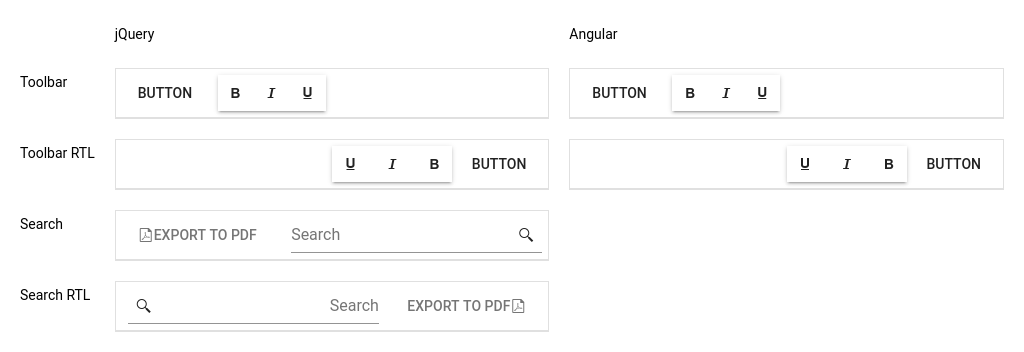 jQuery Angular
Toolbar BUTTON B I U BUTTON B I U
Toolbar RTL U I B BUTTON U I B BUTTON
Search EXPORT TO PDF Search
Search RTL Search EXPORT TO PDF